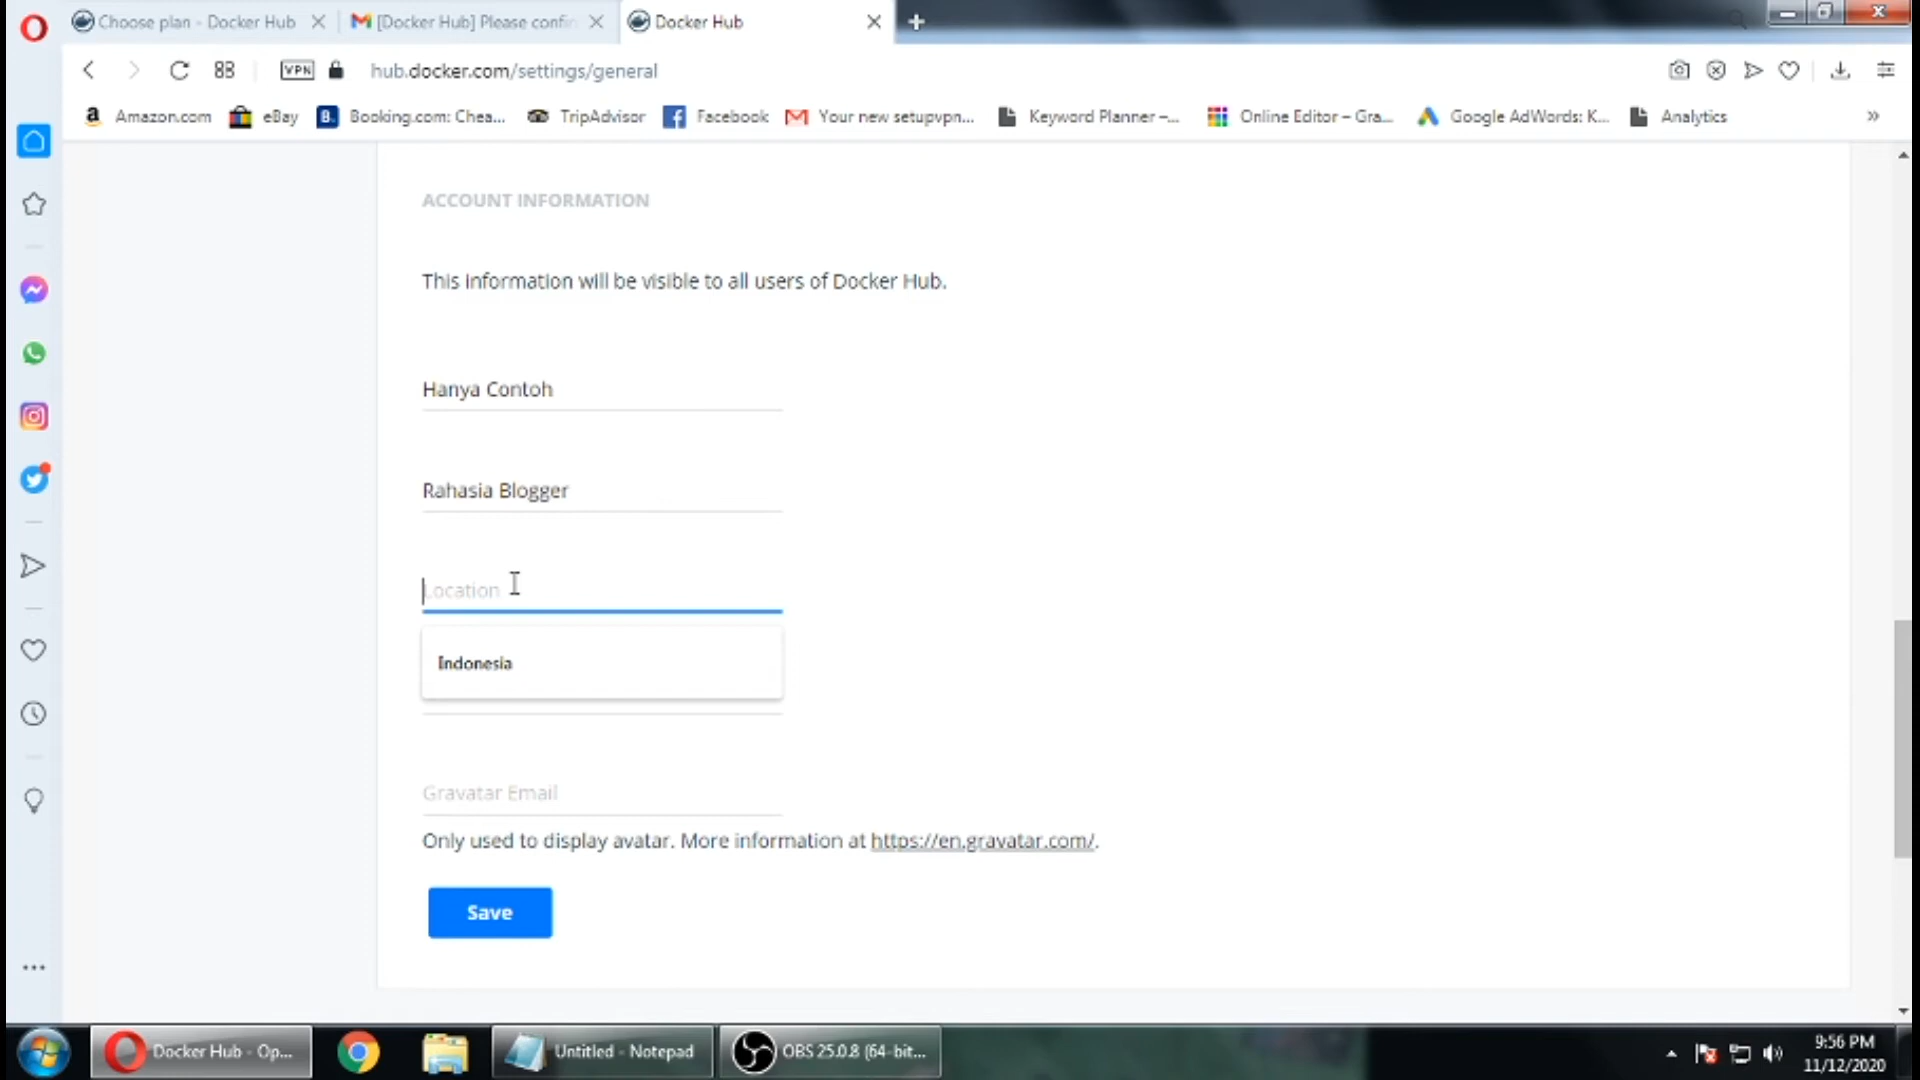 Choose plan - Docker Hub
[Docker Hub] Please confir
Docker Hub
VPN
hub.docker.com/settings/general
Amazon.com
eBay
B.
Booking.com: Chea...
TripAdvisor
Facebook
Your new setupvpn...
Keyword Planner –...
Online Editor – Gra...
Google AdWords: K...
Analytics
»
ACCOUNT INFORMATION
This information will be visible to all users of Docker Hub.
Hanya Contoh
Rahasia Blogger
Location
Indonesia
Gravatar Email
Only used to display avatar. More information at https://en.gravatar.com/.
Save
Docker Hub - Op...
Untitled - Notepad
OBS 25.0.8 (64-bit...
9:56 PM
11/12/2020